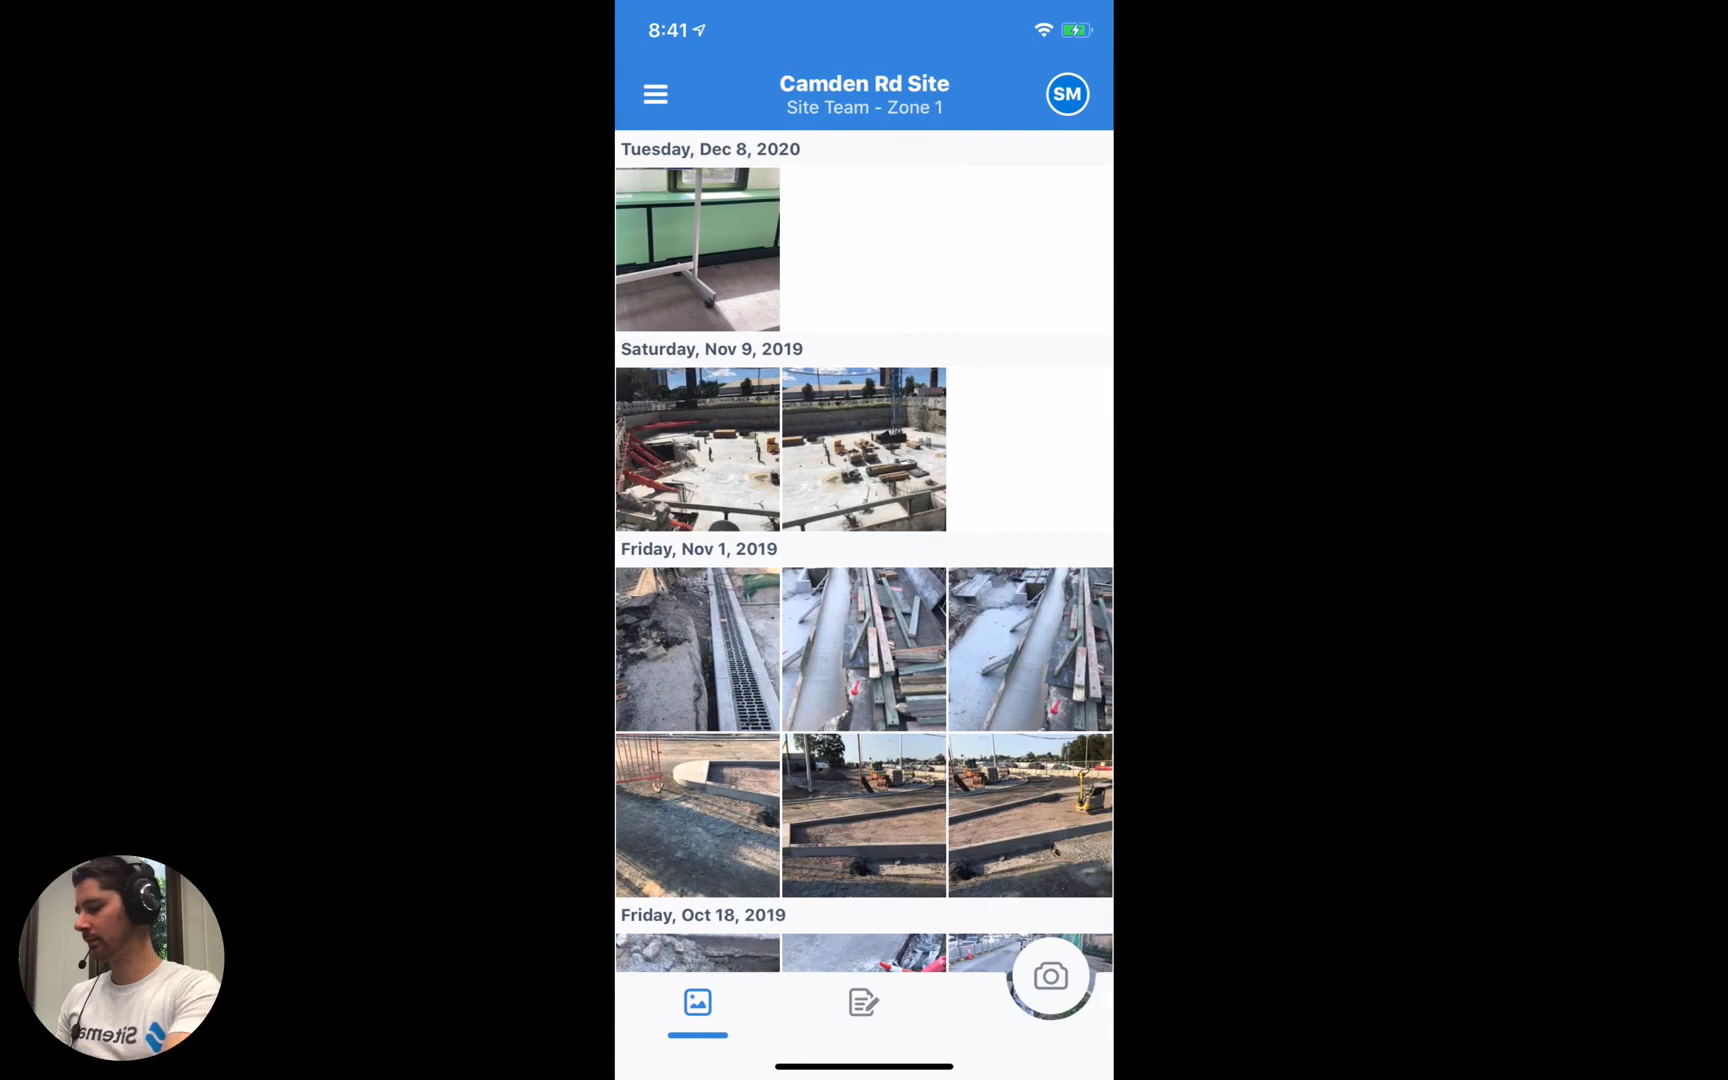 8:41
Camden Rd Site
Site Team - Zone 1
SM
Tuesday, Dec 8, 2020
Saturday, Nov 9, 2019
Friday, Nov 1, 2019
Friday, Oct 18, 2019